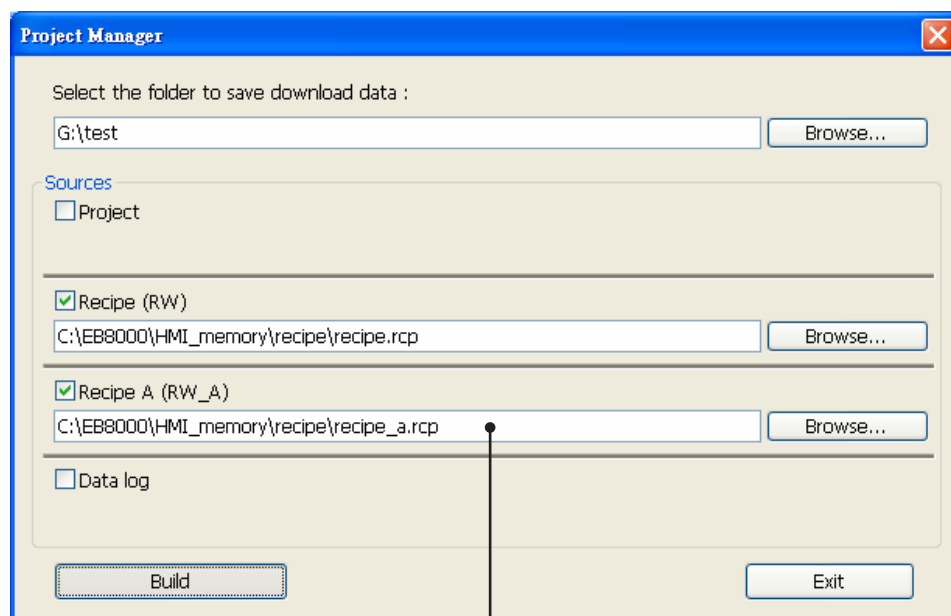 Project Manager
Select the folder to save download data :
G:\test
Browse...
Sources
Project
Recipe (RW)
C:\EB8000\HMI_memory\recipe\recipe.rcp
Browse...
Recipe A (RW_A)
C:\EB8000\HMI_memory\recipe\recipe_a.rcp
Browse...
Data log
Build
Exit